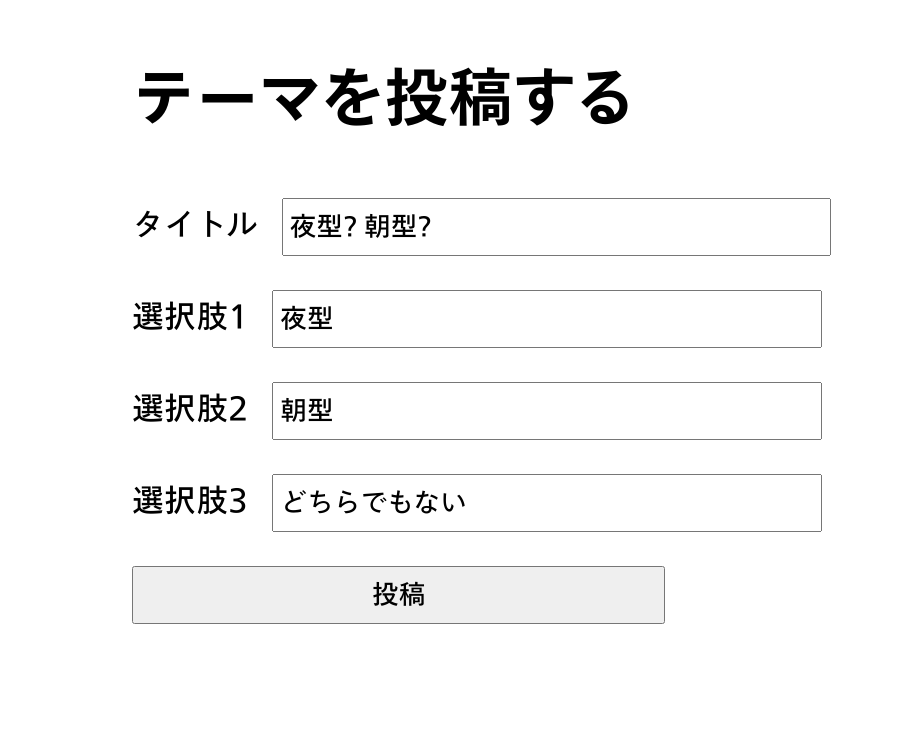 テーマを投稿する
タイトル 夜型? 朝型?
選択肢1 夜型
選択肢2 朝型
選択肢3 どちらでもない
投稿